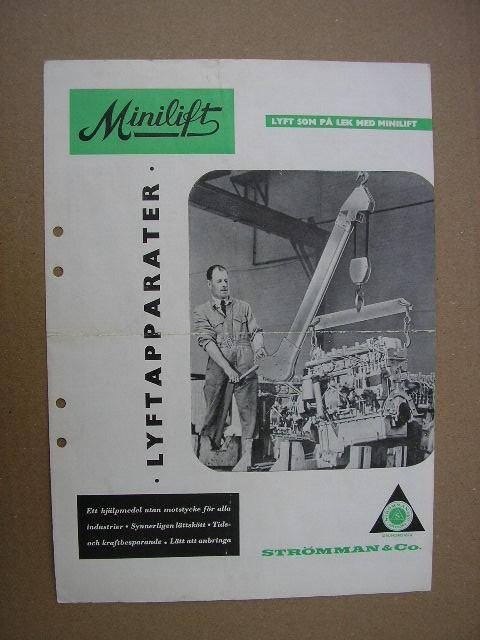 Minilift
LYFT SOM PÅ LEK MED MINILIFT
· LYFTAPPARATER ·
Ett hjälpmedel utan motstycke för alla
industrier • Synnerligen lättskött • Tids-
och kraftbesparande • Lätt att anbringa
STRÖMMAN & Co.